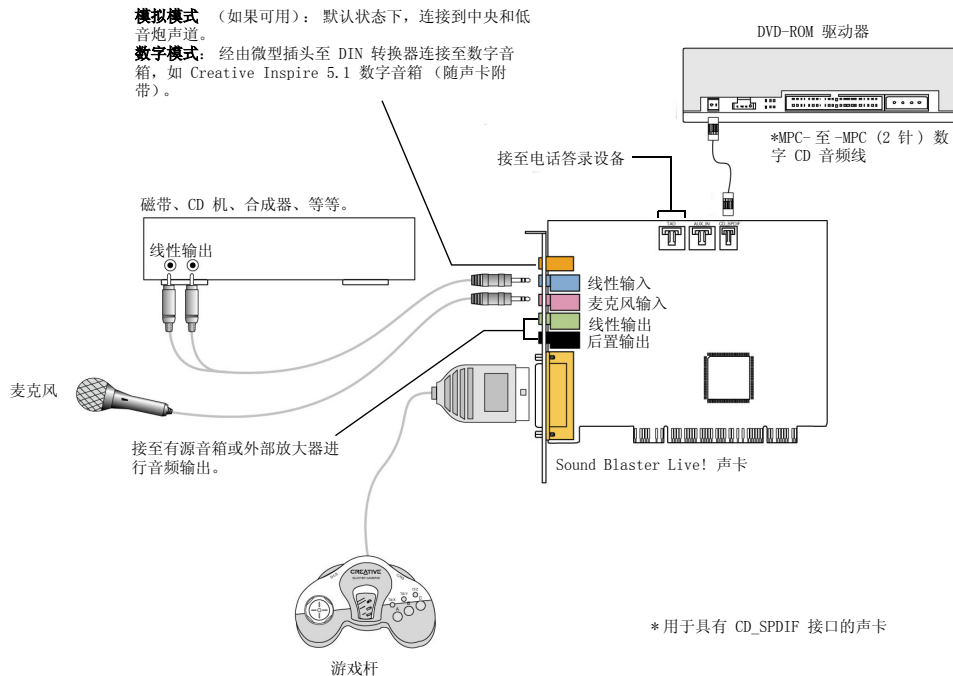 模拟模式 （如果可用）： 默认状态下，连接到中央和低
音炮声道。
数字模式： 经由微型插头至 DIN 转换器连接至数字音
箱，如 Creative Inspire 5.1 数字音箱 （随声卡附
带）。
DVD-ROM 驱动器
*MPC- 至 -MPC (2 针 ) 数
字 CD 音频线
接至电话答录设备
磁带、CD 机、合成器、等等。
线性输出
TAD
AUX_IN
CD_SPDIF
线性输入
麦克风输入
线性输出
后置输出
麦克风
接至有源音箱或外部放大器进
行音频输出。
Sound Blaster Live! 声卡
CREATIVE
游戏杆
* 用于具有 CD_SPDIF 接口的声卡